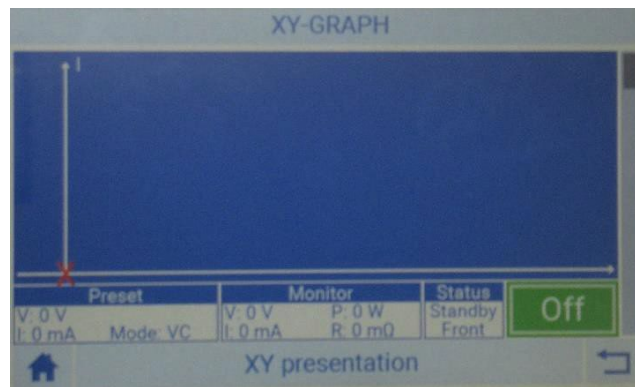 XY-GRAPH
I
X
Preset Monitor Status Off
V: 0 V V: 0 V P: 0 W Standby
I: 0 mA Mode: VC I: 0 mA R: 0 mΩ Front
XY presentation